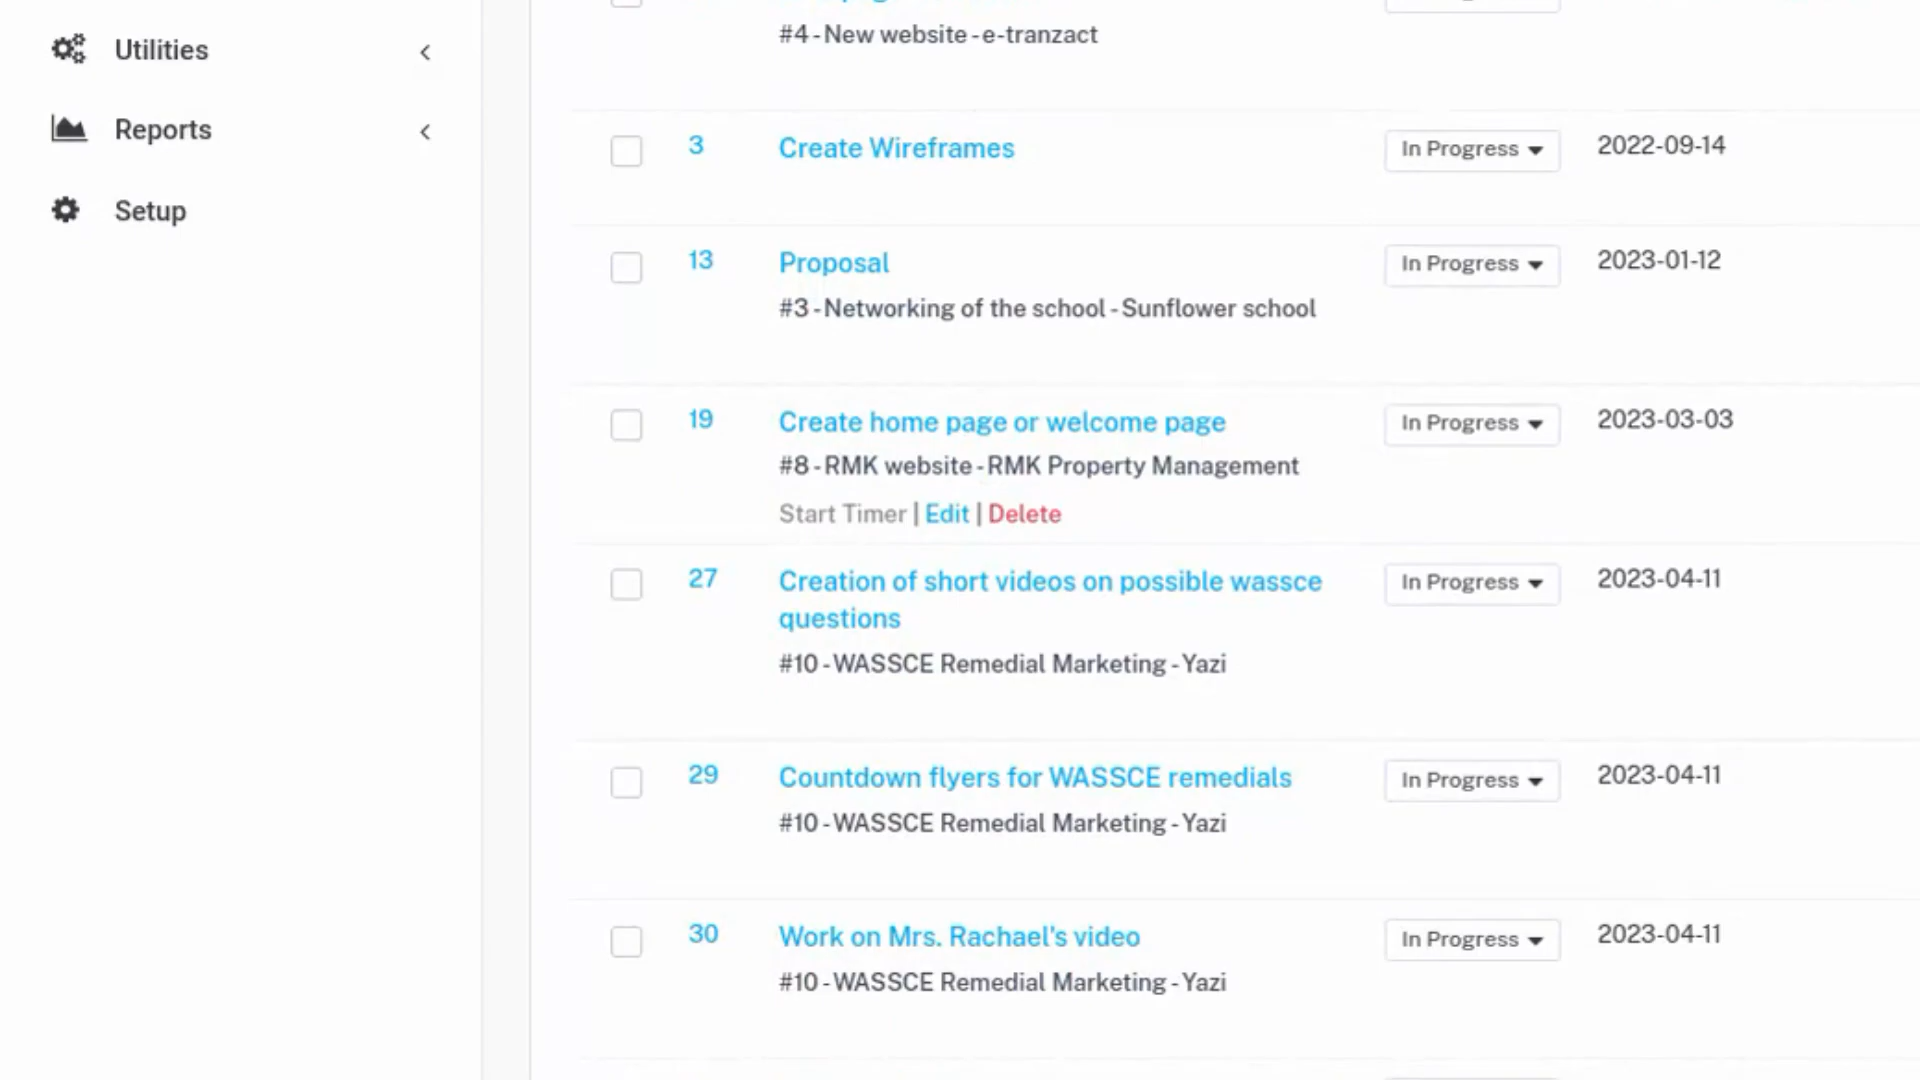 Utilities
Reports
Setup
#4 - New website - e-tranzact
3 Create Wireframes In Progress 2022-09-14
13 Proposal In Progress 2023-01-12
#3 - Networking of the school - Sunflower school
19 Create home page or welcome page In Progress 2023-03-03
#8 - RMK website - RMK Property Management
Start Timer | Edit | Delete
27 Creation of short videos on possible wassce In Progress 2023-04-11
questions
#10 - WASSCE Remedial Marketing - Yazi
29 Countdown flyers for WASSCE remedials In Progress 2023-04-11
#10 - WASSCE Remedial Marketing - Yazi
30 Work on Mrs. Rachael's video In Progress 2023-04-11
#10 - WASSCE Remedial Marketing - Yazi